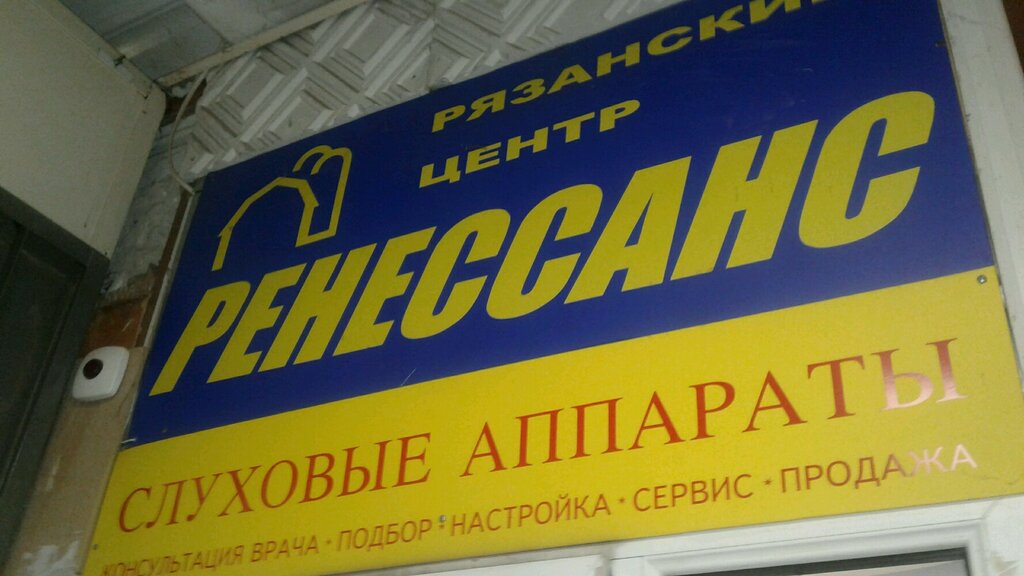 РЯЗАНСКИЙ
ЦЕНТР
РЕНЕССАНС
СЛУХОВЫЕ АППАРАТЫ
КОНСУЛЬТАЦИЯ ВРАЧА * ПОДБОР * НАСТРОЙКА * СЕРВИС * ПРОДАЖА